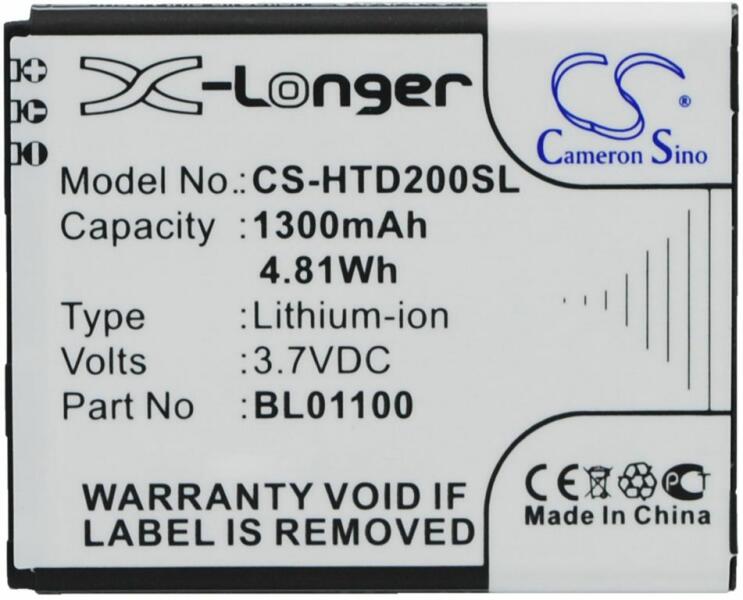 X-Longer
CS ®
Cameron Sino
Model No.: CS-HTD200SL
Capacity : 1300mAh
4.81Wh
Type : Lithium-ion
Volts : 3.7VDC
Part No : BL01100
WARRANTY VOID IF
LABEL IS REMOVED
CE PCT
Made In China